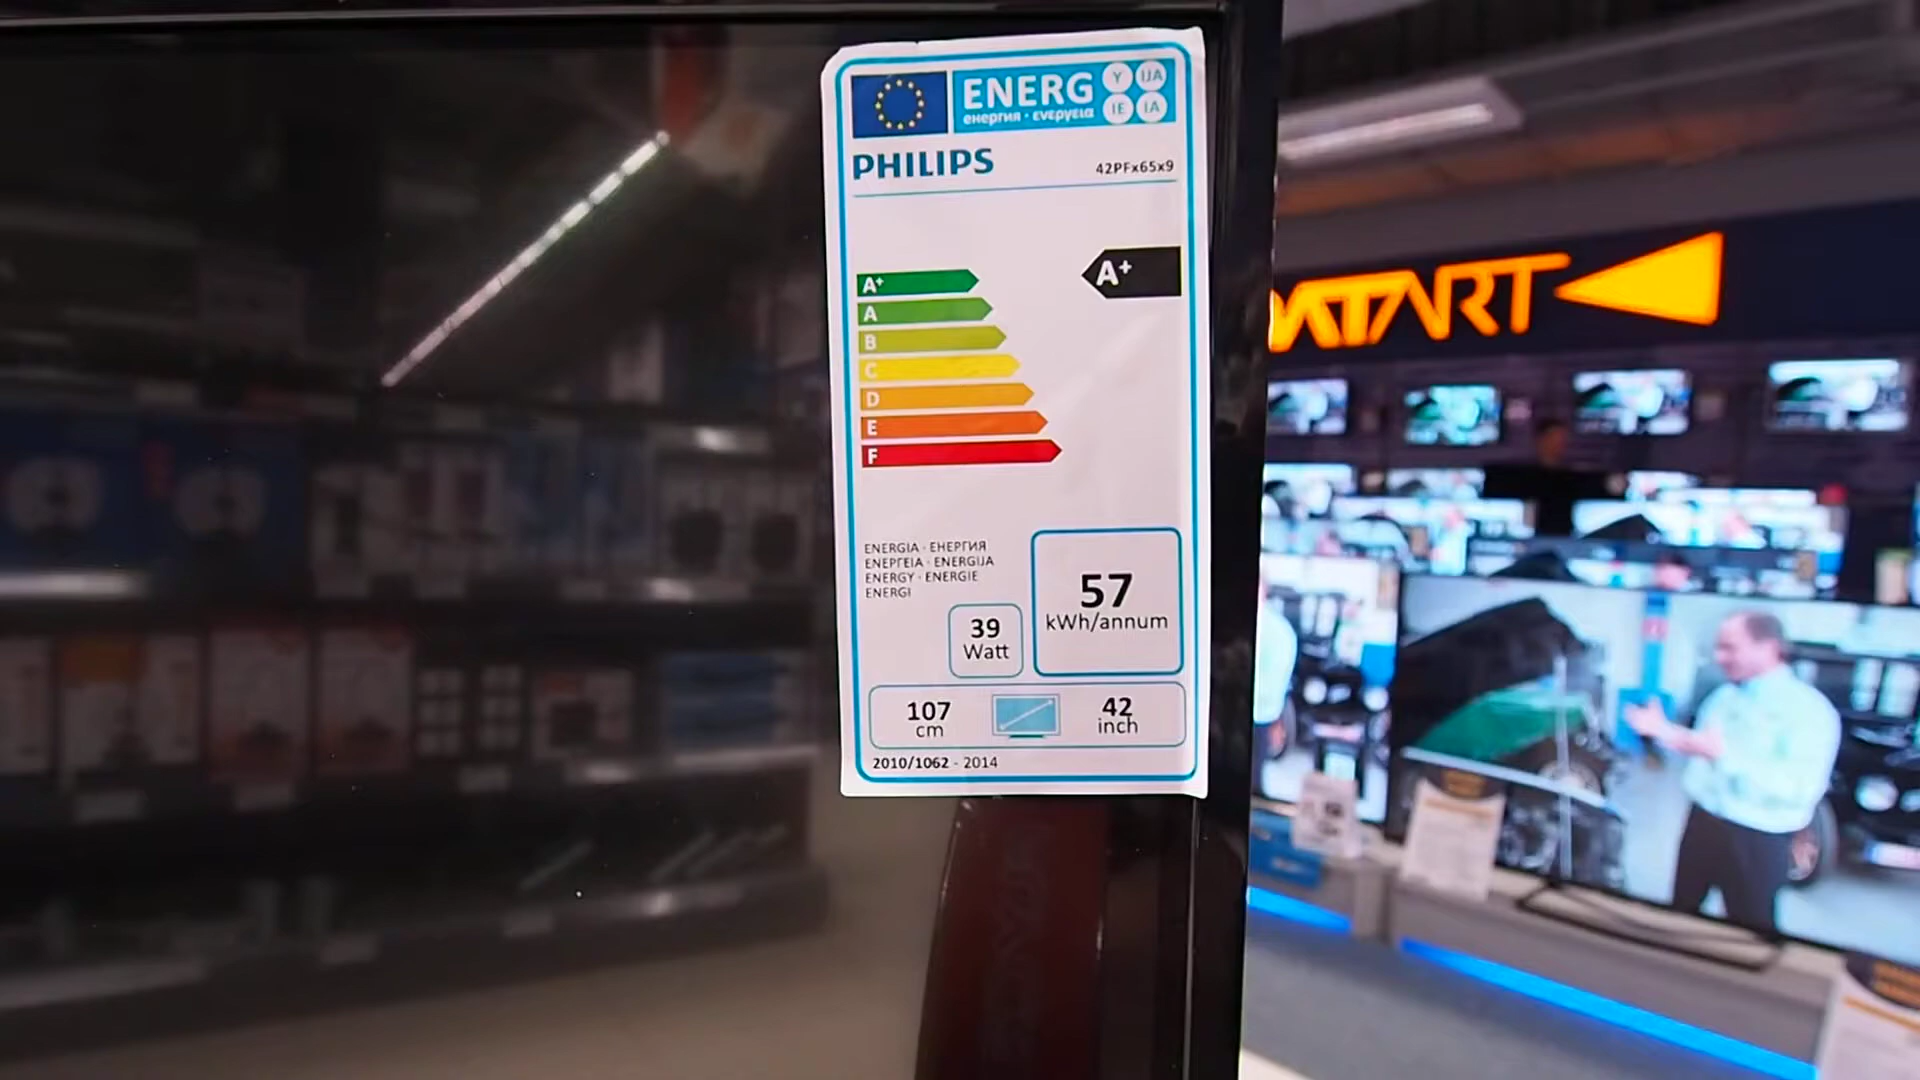 ENERG
енергия · ενεργεια
Y IJA
IE IA
PHILIPS
42PFx65x9
A+
A+
A
B
C
D
E
F
ENERGIA · ЕНЕРГИЯ
ΕΝΕΡΓΕΙΑ · ENERGIJA
ENERGY · ENERGIE
ENERGI
57
kWh/annum
39
Watt
107
cm
42
inch
2010/1062 - 2014
DATART